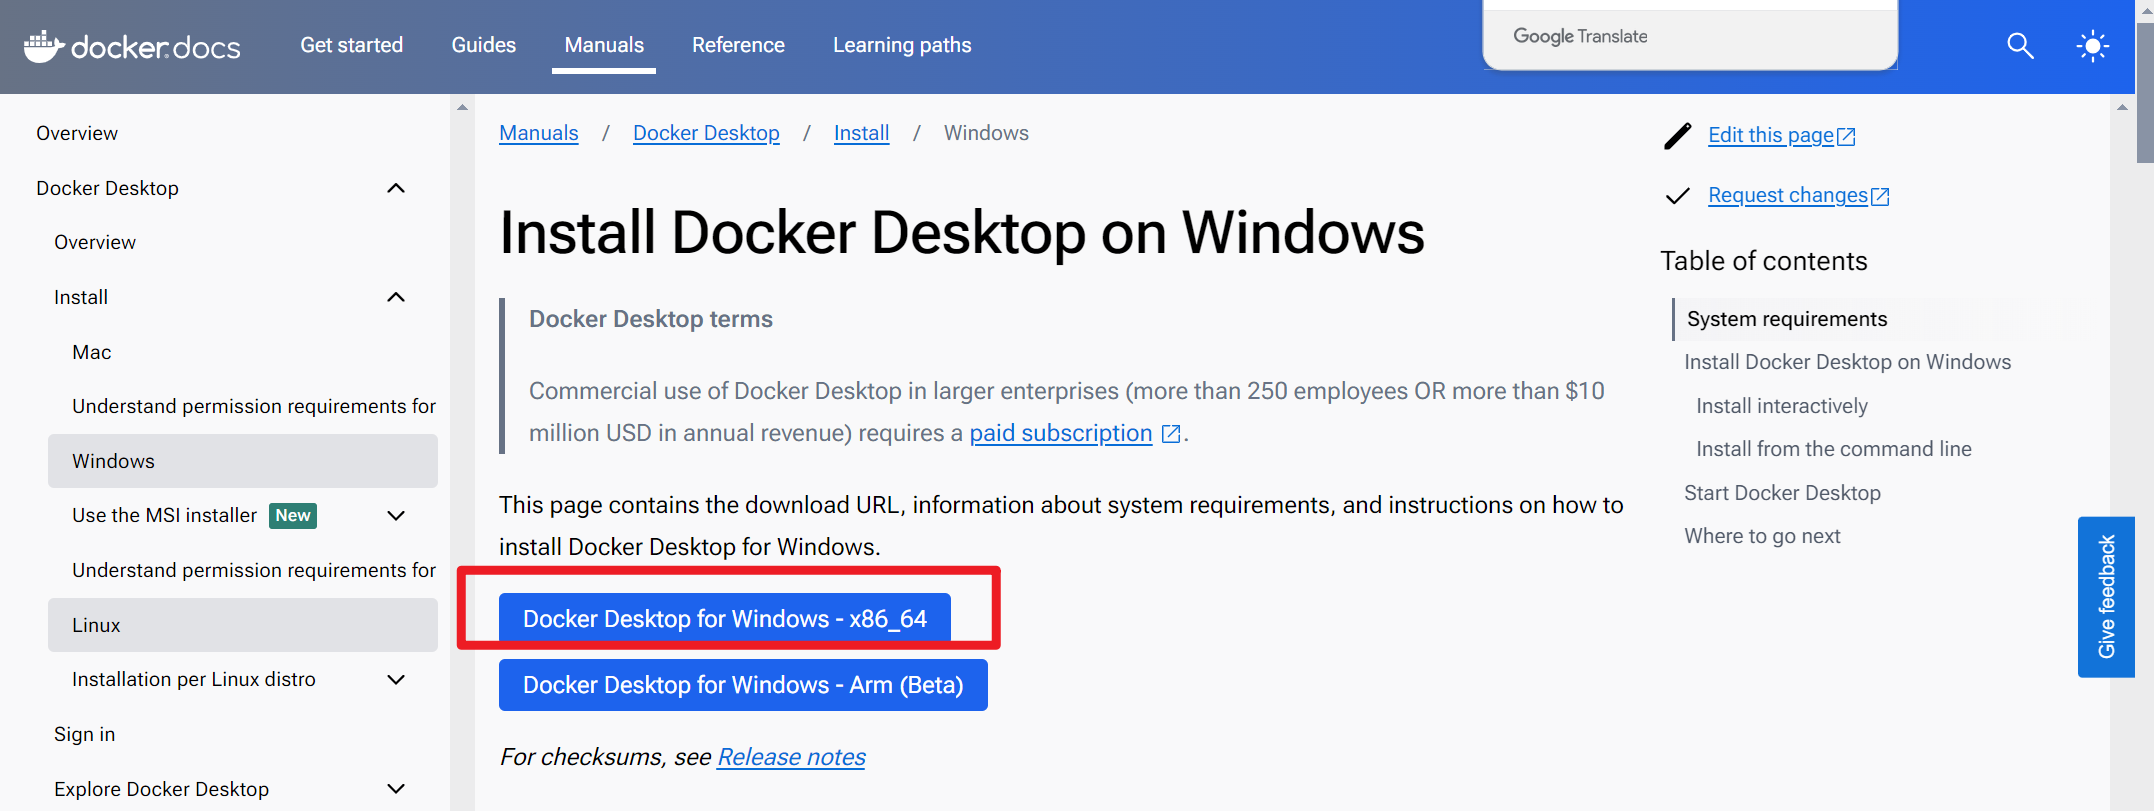 docker.docs
Get started
Guides
Manuals
Reference
Learning paths
Google Translate
Overview
Docker Desktop
Overview
Install
Mac
Understand permission requirements for
Windows
Use the MSI installer New
Understand permission requirements for
Linux
Installation per Linux distro
Sign in
Explore Docker Desktop
Manuals / Docker Desktop / Install / Windows
Install Docker Desktop on Windows
Docker Desktop terms
Commercial use of Docker Desktop in larger enterprises (more than 250 employees OR more than $10
million USD in annual revenue) requires a paid subscription.
This page contains the download URL, information about system requirements, and instructions on how to
install Docker Desktop for Windows.
Docker Desktop for Windows - x86_64
Docker Desktop for Windows - Arm (Beta)
For checksums, see Release notes
Edit this page
Request changes
Table of contents
System requirements
Install Docker Desktop on Windows
Install interactively
Install from the command line
Start Docker Desktop
Where to go next
Give feedback